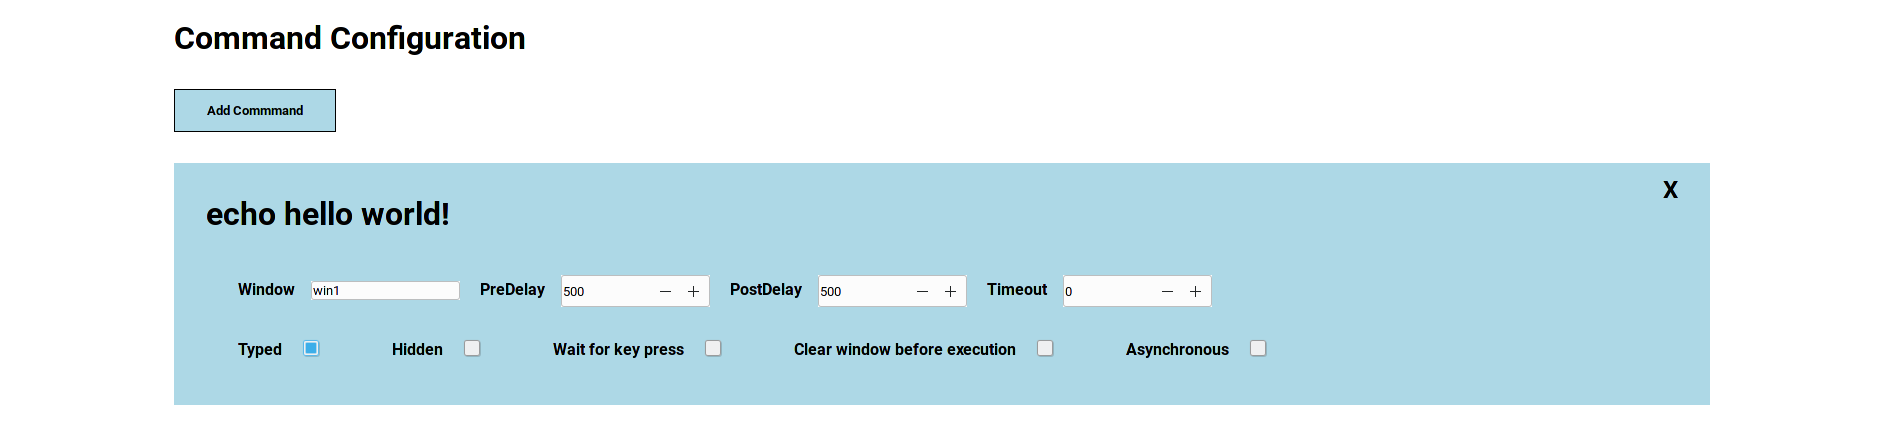 Command Configuration
Add Commmand
X
echo hello world!
Window win1 PreDelay 500 PostDelay 500 Timeout 0
Typed Hidden Wait for key press Clear window before execution Asynchronous